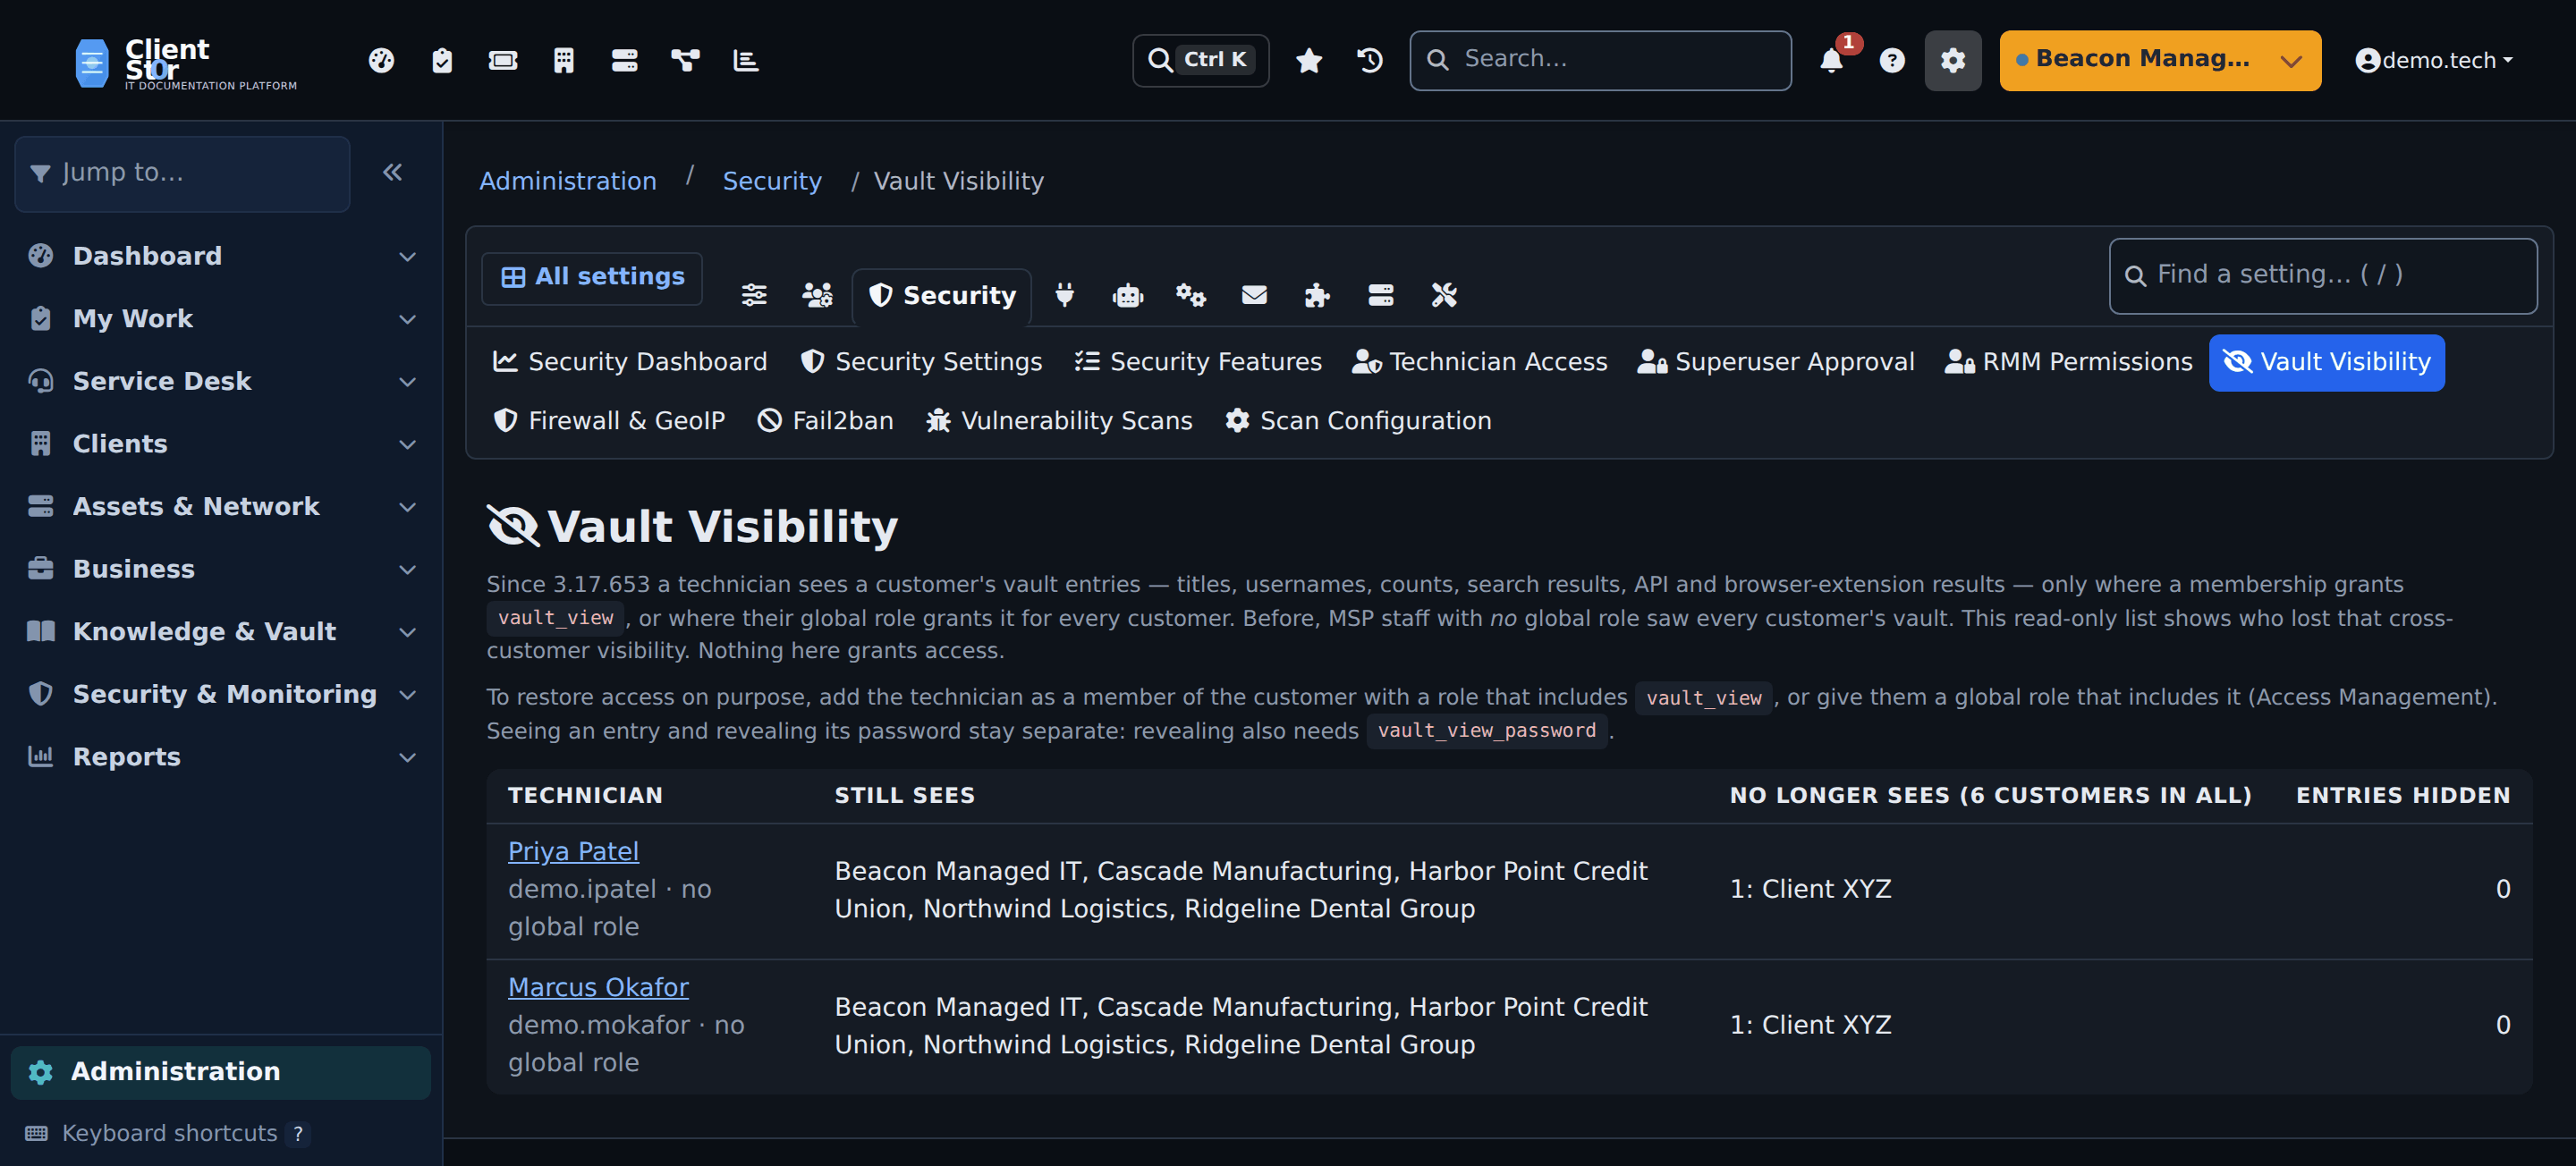 Client
St0r
IT DOCUMENTATION PLATFORM
Ctrl K
Search...
1
Beacon Manag...
demo.tech
Jump to...
Dashboard
My Work
Service Desk
Clients
Assets & Network
Business
Knowledge & Vault
Security & Monitoring
Reports
Administration
Keyboard shortcuts ?
Administration / Security / Vault Visibility
All settings
Security
Find a setting... ( / )
Security Dashboard
Security Settings
Security Features
Technician Access
Superuser Approval
RMM Permissions
Vault Visibility
Firewall & GeoIP
Fail2ban
Vulnerability Scans
Scan Configuration
Vault Visibility
Since 3.17.653 a technician sees a customer's vault entries — titles, usernames, counts, search results, API and browser-extension results — only where a membership grants
vault_view, or where their global role grants it for every customer. Before, MSP staff with no global role saw every customer's vault. This read-only list shows who lost that cross-
customer visibility. Nothing here grants access.
To restore access on purpose, add the technician as a member of the customer with a role that includes vault_view, or give them a global role that includes it (Access Management).
Seeing an entry and revealing its password stay separate: revealing also needs vault_view_password.
TECHNICIAN STILL SEES NO LONGER SEES (6 CUSTOMERS IN ALL) ENTRIES HIDDEN
Priya Patel
demo.ipatel · no
global role
Beacon Managed IT, Cascade Manufacturing, Harbor Point Credit
Union, Northwind Logistics, Ridgeline Dental Group
1: Client XYZ
0
Marcus Okafor
demo.mokafor · no
global role
Beacon Managed IT, Cascade Manufacturing, Harbor Point Credit
Union, Northwind Logistics, Ridgeline Dental Group
1: Client XYZ
0